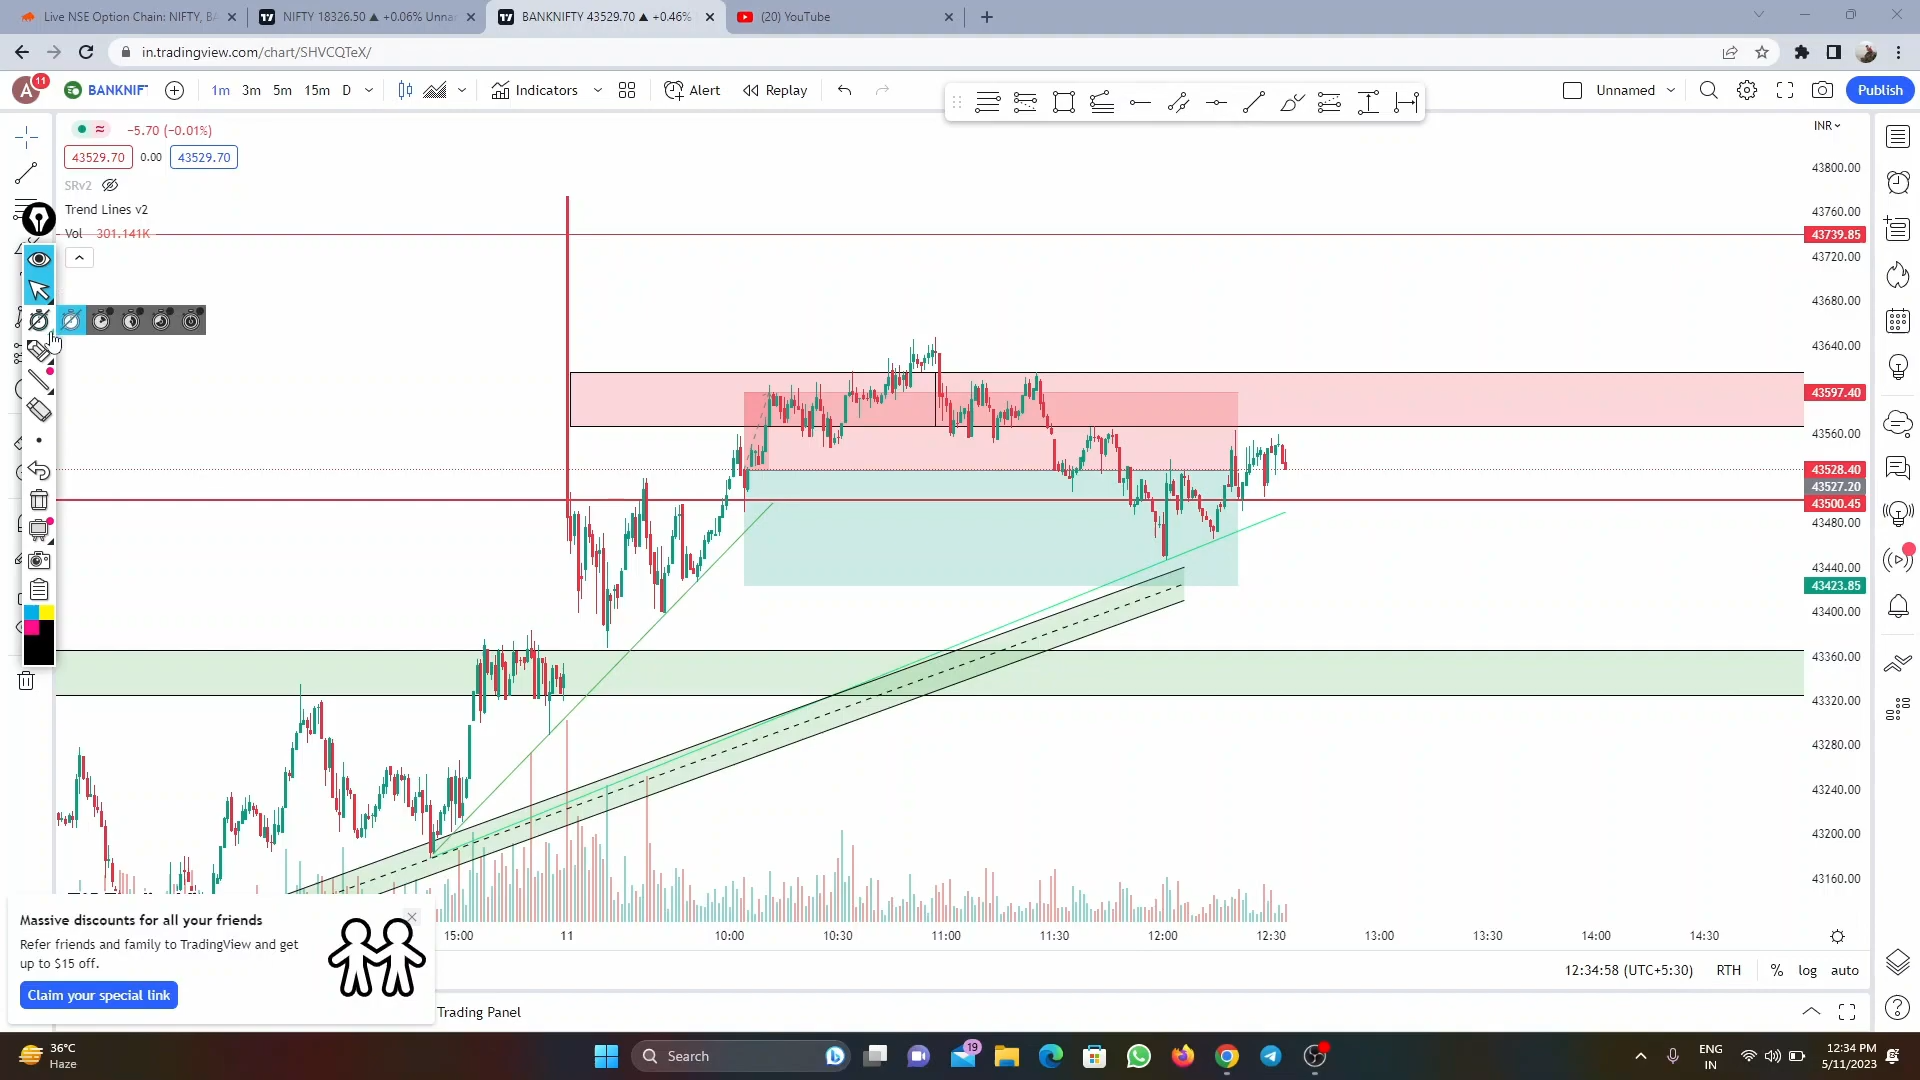 Live NSE Option Chain: NIFTY, BA
NIFTY 18326.50 ▲ +0.06% Unnar
BANKNIFTY 43529.70 ▲ +0.46%
(20) YouTube
in.tradingview.com/chart/SHVCQTeX/
A
11
BANKNIFT
1m 3m 5m 15m D
Indicators
Alert
Replay
Unnamed
Publish
−5.70 (−0.01%)
INR
43529.70 0.00 43529.70
SRv2
Trend Lines v2
Vol 301.141K
43800.00
43760.00
43739.85
43720.00
43680.00
43640.00
43597.40
43560.00
43528.40
43527.20
43500.45
43480.00
43440.00
43423.85
43400.00
43360.00
43320.00
43280.00
43240.00
43200.00
43160.00
15:00 11 10:00 10:30 11:00 11:30 12:00 12:30 13:00 13:30 14:00 14:30
Massive discounts for all your friends
Refer friends and family to TradingView and get
up to $15 off.
Claim your special link
12:34:58 (UTC+5:30) RTH % log auto
Trading Panel
36°C
Haze
Search
19
ENG
IN
12:34 PM
5/11/2023